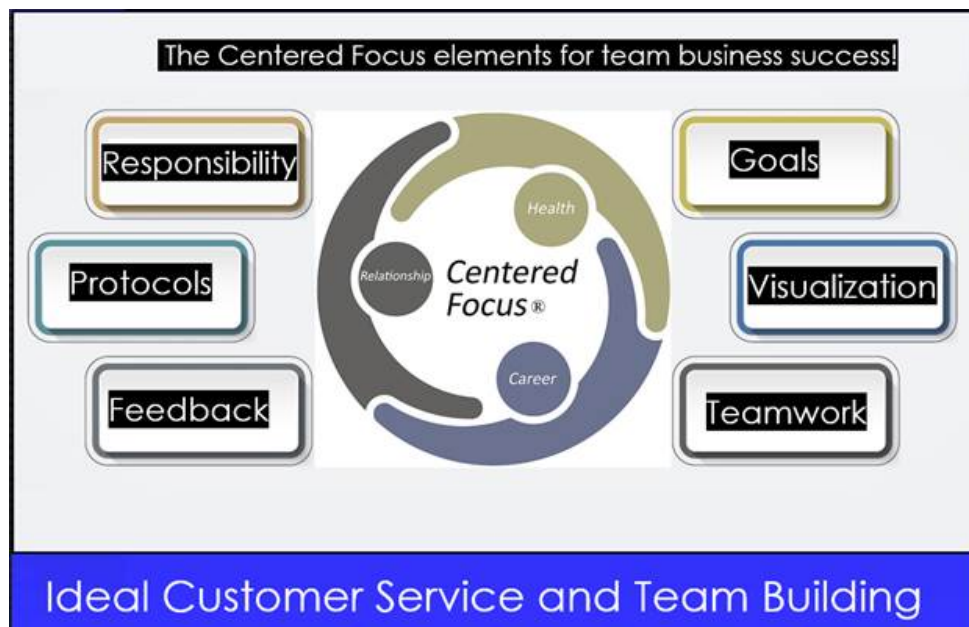 The Centered Focus elements for team business success!
Responsibility
Protocols
Feedback
Health
Relationship
Centered
Focus ®
Career
Goals
Visualization
Teamwork
Ideal Customer Service and Team Building